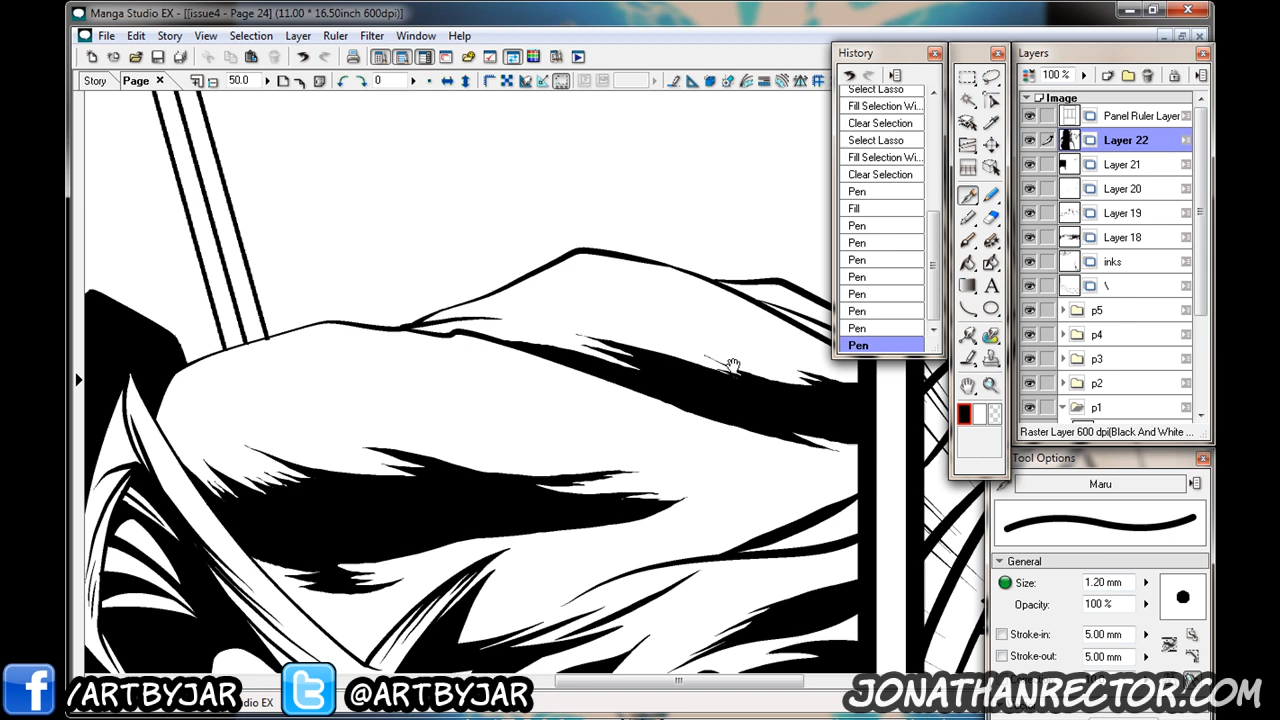 Manga Studio EX - [[issue4 - Page 24] (11.00 * 16.50inch 600dpi)]
File Edit Story View Selection Layer Ruler Filter Window Help
Story Page 50.0 0
History
Select Lasso
Fill Selection Wi...
Clear Selection
Select Lasso
Fill Selection Wi...
Clear Selection
Pen
Fill
Pen
Pen
Pen
Pen
Pen
Pen
Pen
Pen
Layers
100 %
Image
Panel Ruler Layer
Layer 22
Layer 21
Layer 20
Layer 19
Layer 18
inks
\
p5
p4
p3
p2
p1
Raster Layer 600 dpi(Black And White ...
Tool Options
Maru
General
Size: 1.20 mm
Opacity: 100 %
Stroke-in: 5.00 mm
Stroke-out: 5.00 mm
/ARTBYJAR @ARTBYJAR JONATHANRECTOR.COM